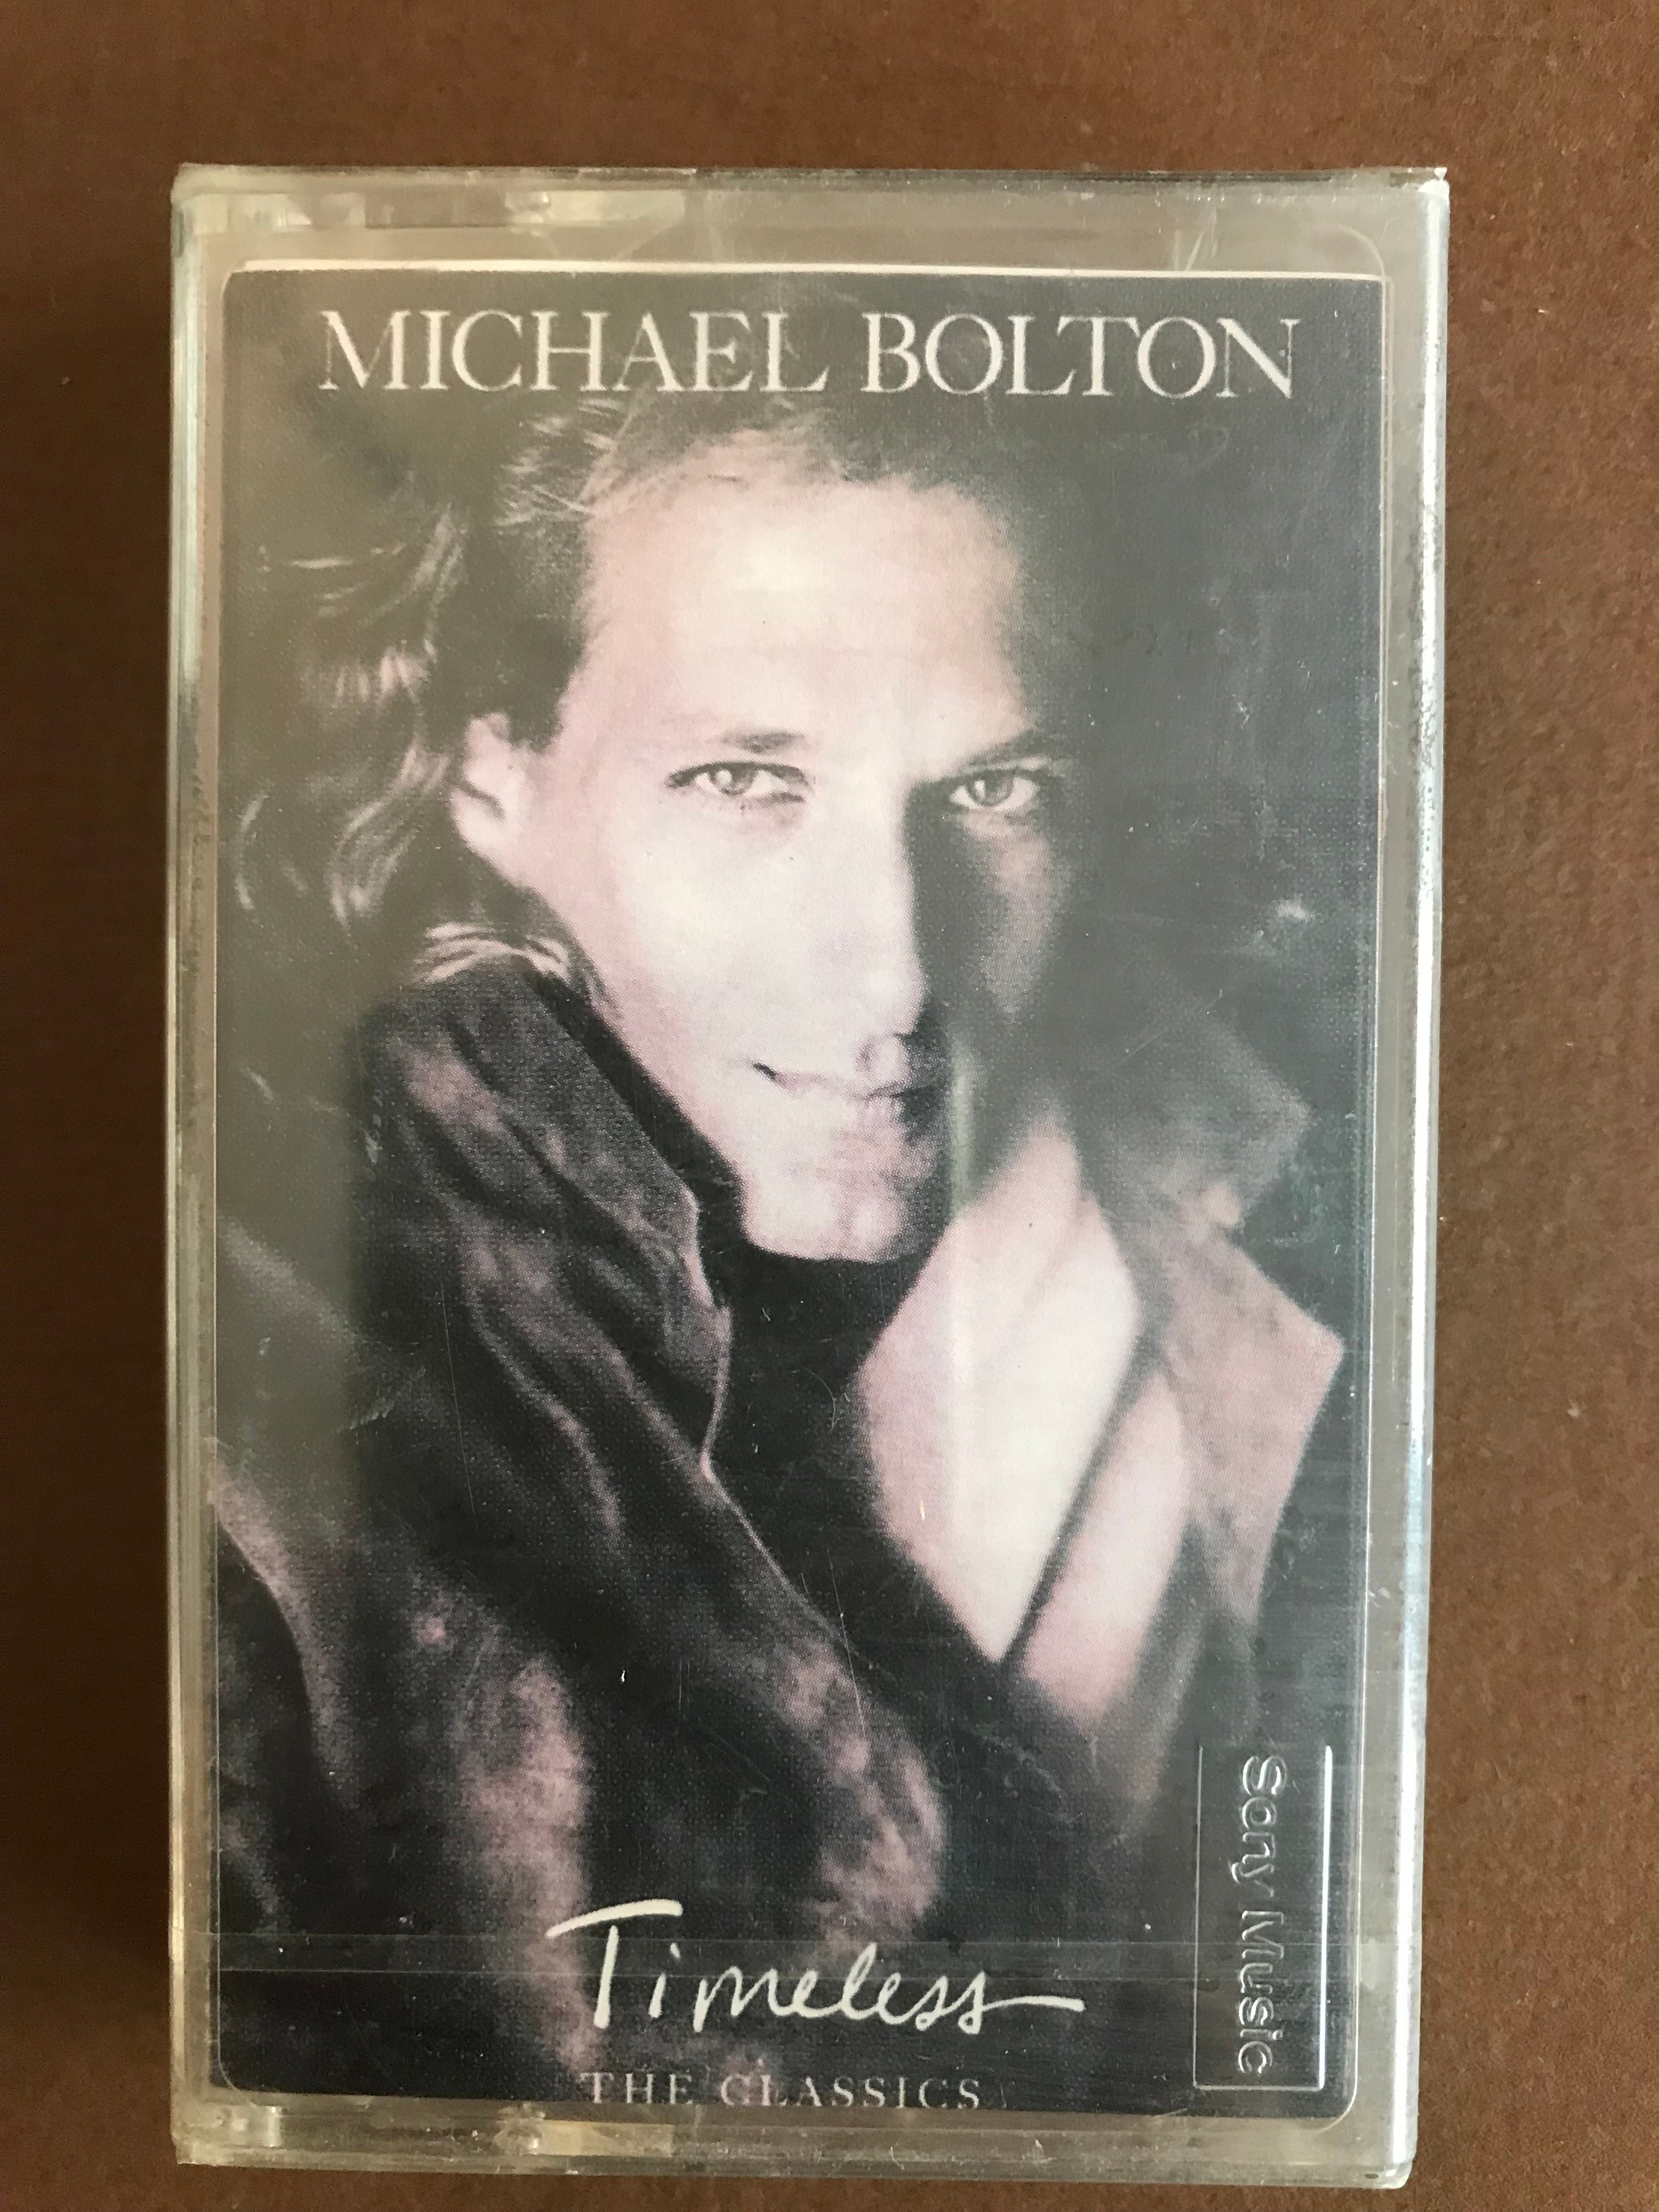 MICHAEL BOLTON
Sony Music
Timeless
THE CLASSICS